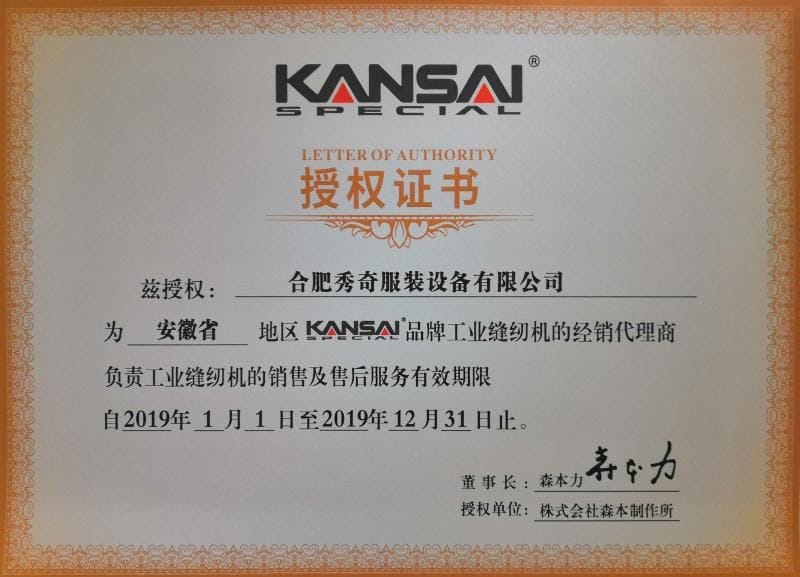 KANSAI®
SPECIAL
LETTER OF AUTHORITY
授权证书
兹授权： 合肥秀奇服装设备有限公司
为 安徽省 地区 KANSAI® SPECIAL 品牌工业缝纫机的经销代理商
负责工业缝纫机的销售及售后服务有效期限
自2019年 1 月 1 日至2019年 12 月 31 日止。
董事长：森本力 森本力
授权单位：株式会社森本制作所